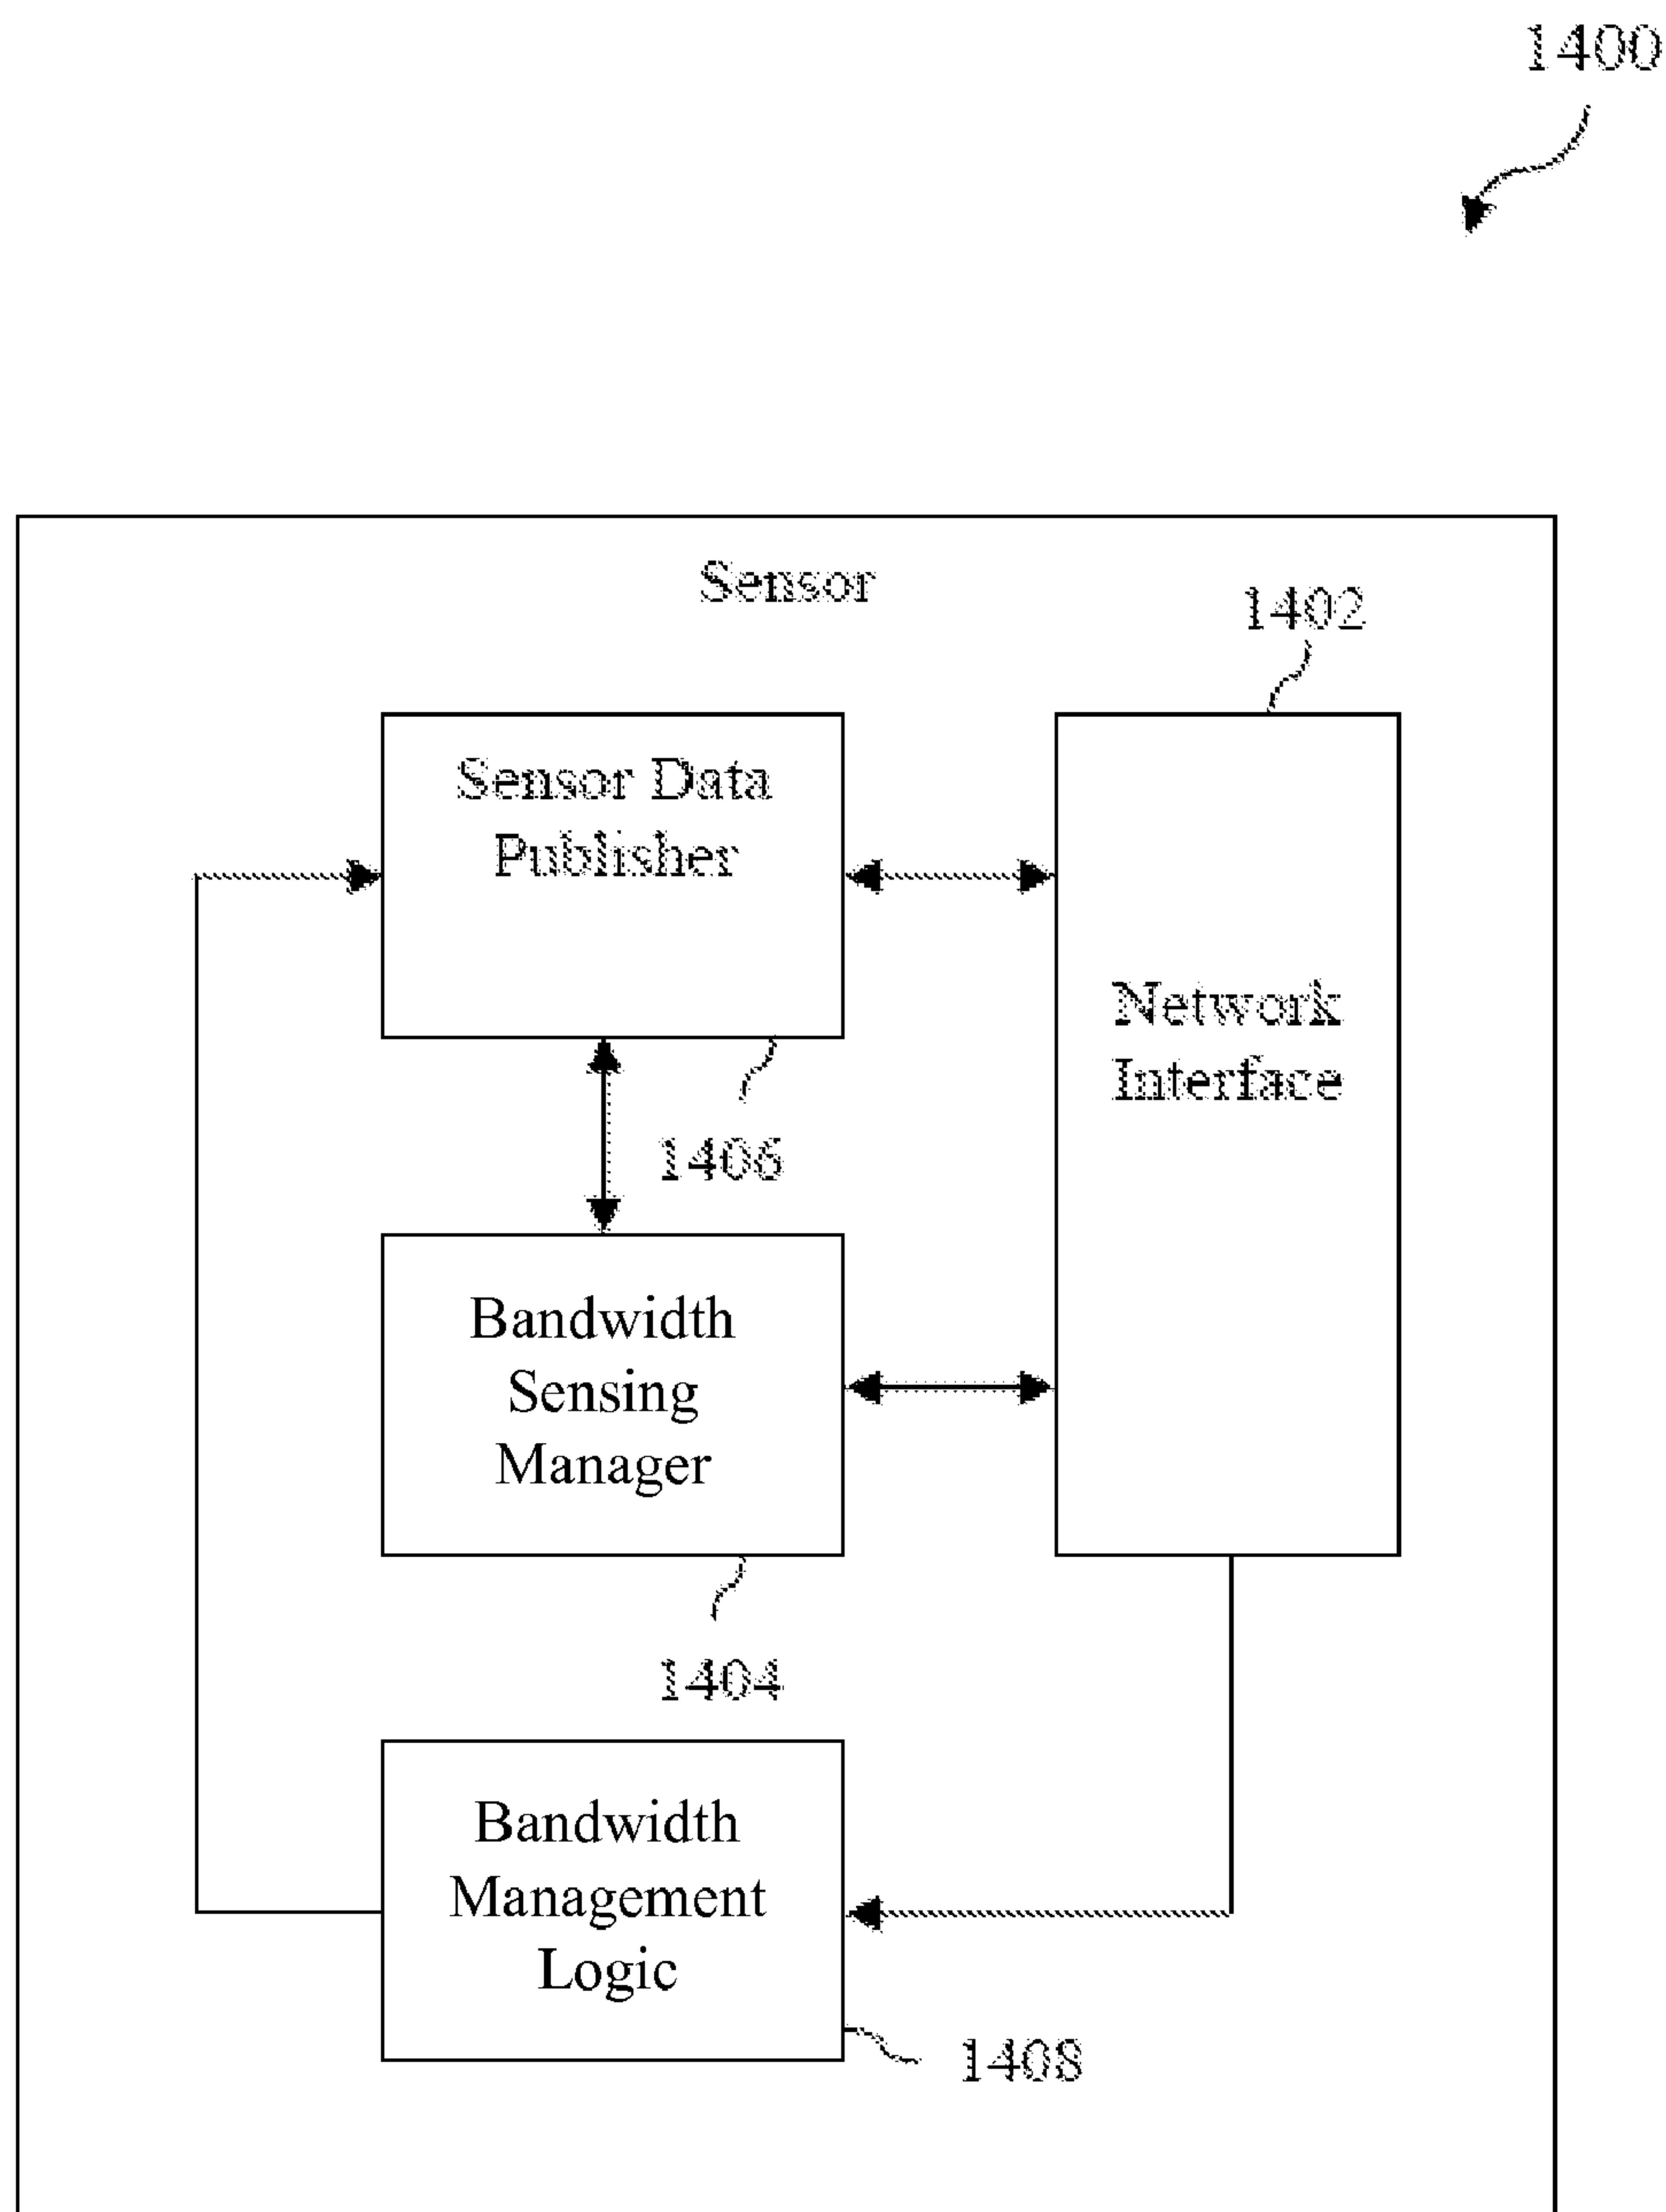 1400
Sensor
1402
Sensor Data
Publisher
Network
Interface
1406
Bandwidth
Sensing
Manager
1404
Bandwidth
Management
Logic
1408